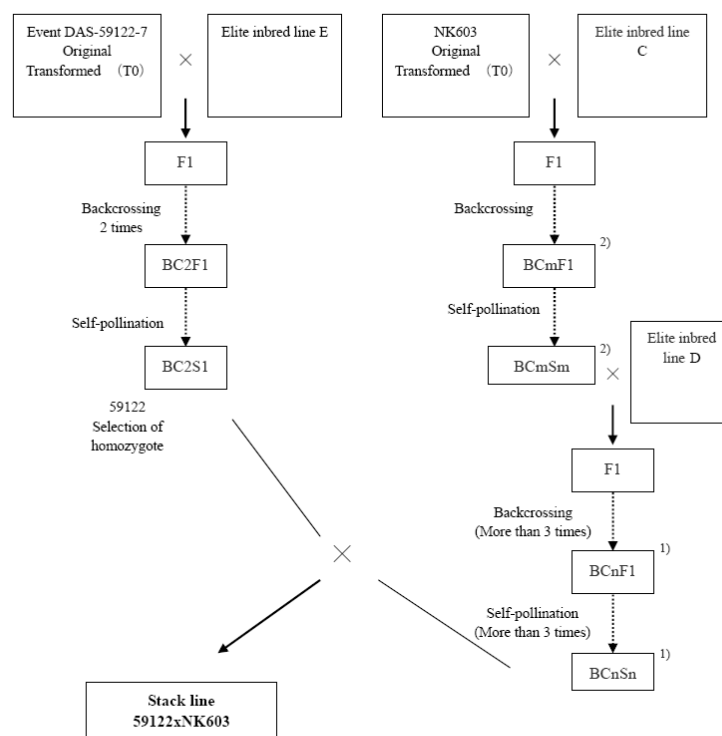 Event DAS-59122-7
Original
Transformed （T0）
×
Elite inbred line E
F1
Backcrossing
2 times
BC2F1
Self-pollination
BC2S1
59122
Selection of
homozygote
NK603
Original
Transformed （T0）
×
Elite inbred line
C
F1
Backcrossing
BCmF1 2)
Self-pollination
BCmSm 2)
×
Elite inbred
line D
F1
Backcrossing
(More than 3 times)
BCnF1 1)
Self-pollination
(More than 3 times)
BCnSn 1)
×
Stack line
59122xNK603